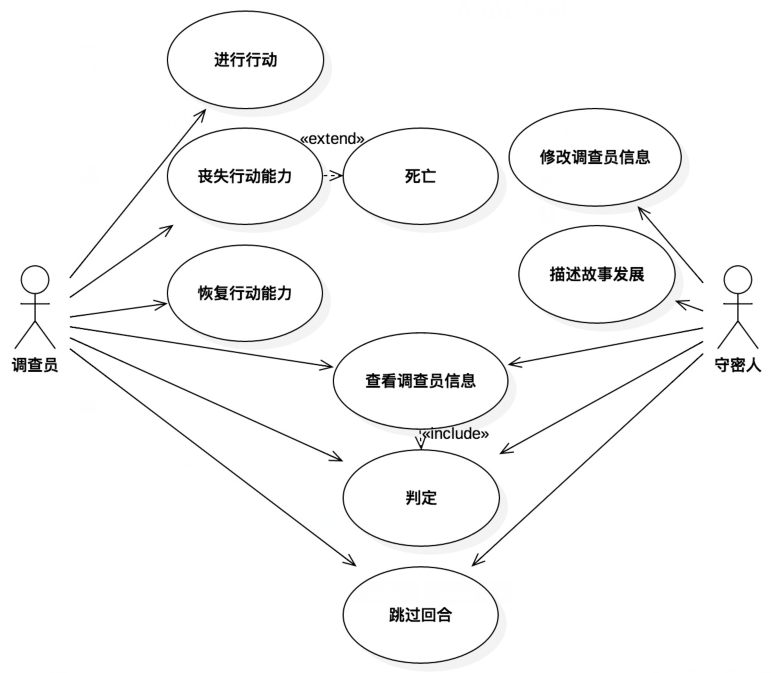 进行行动
«extend»
丧失行动能力
死亡
修改调查员信息
描述故事发展
恢复行动能力
调查员
守密人
查看调查员信息
«include»
判定
跳过回合